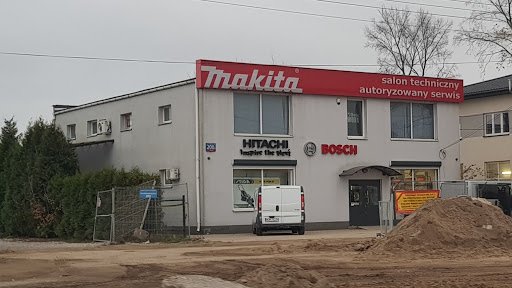 makita
salon techniczny
autoryzowany serwis
HITACHI
Inspire the Next
BOSCH